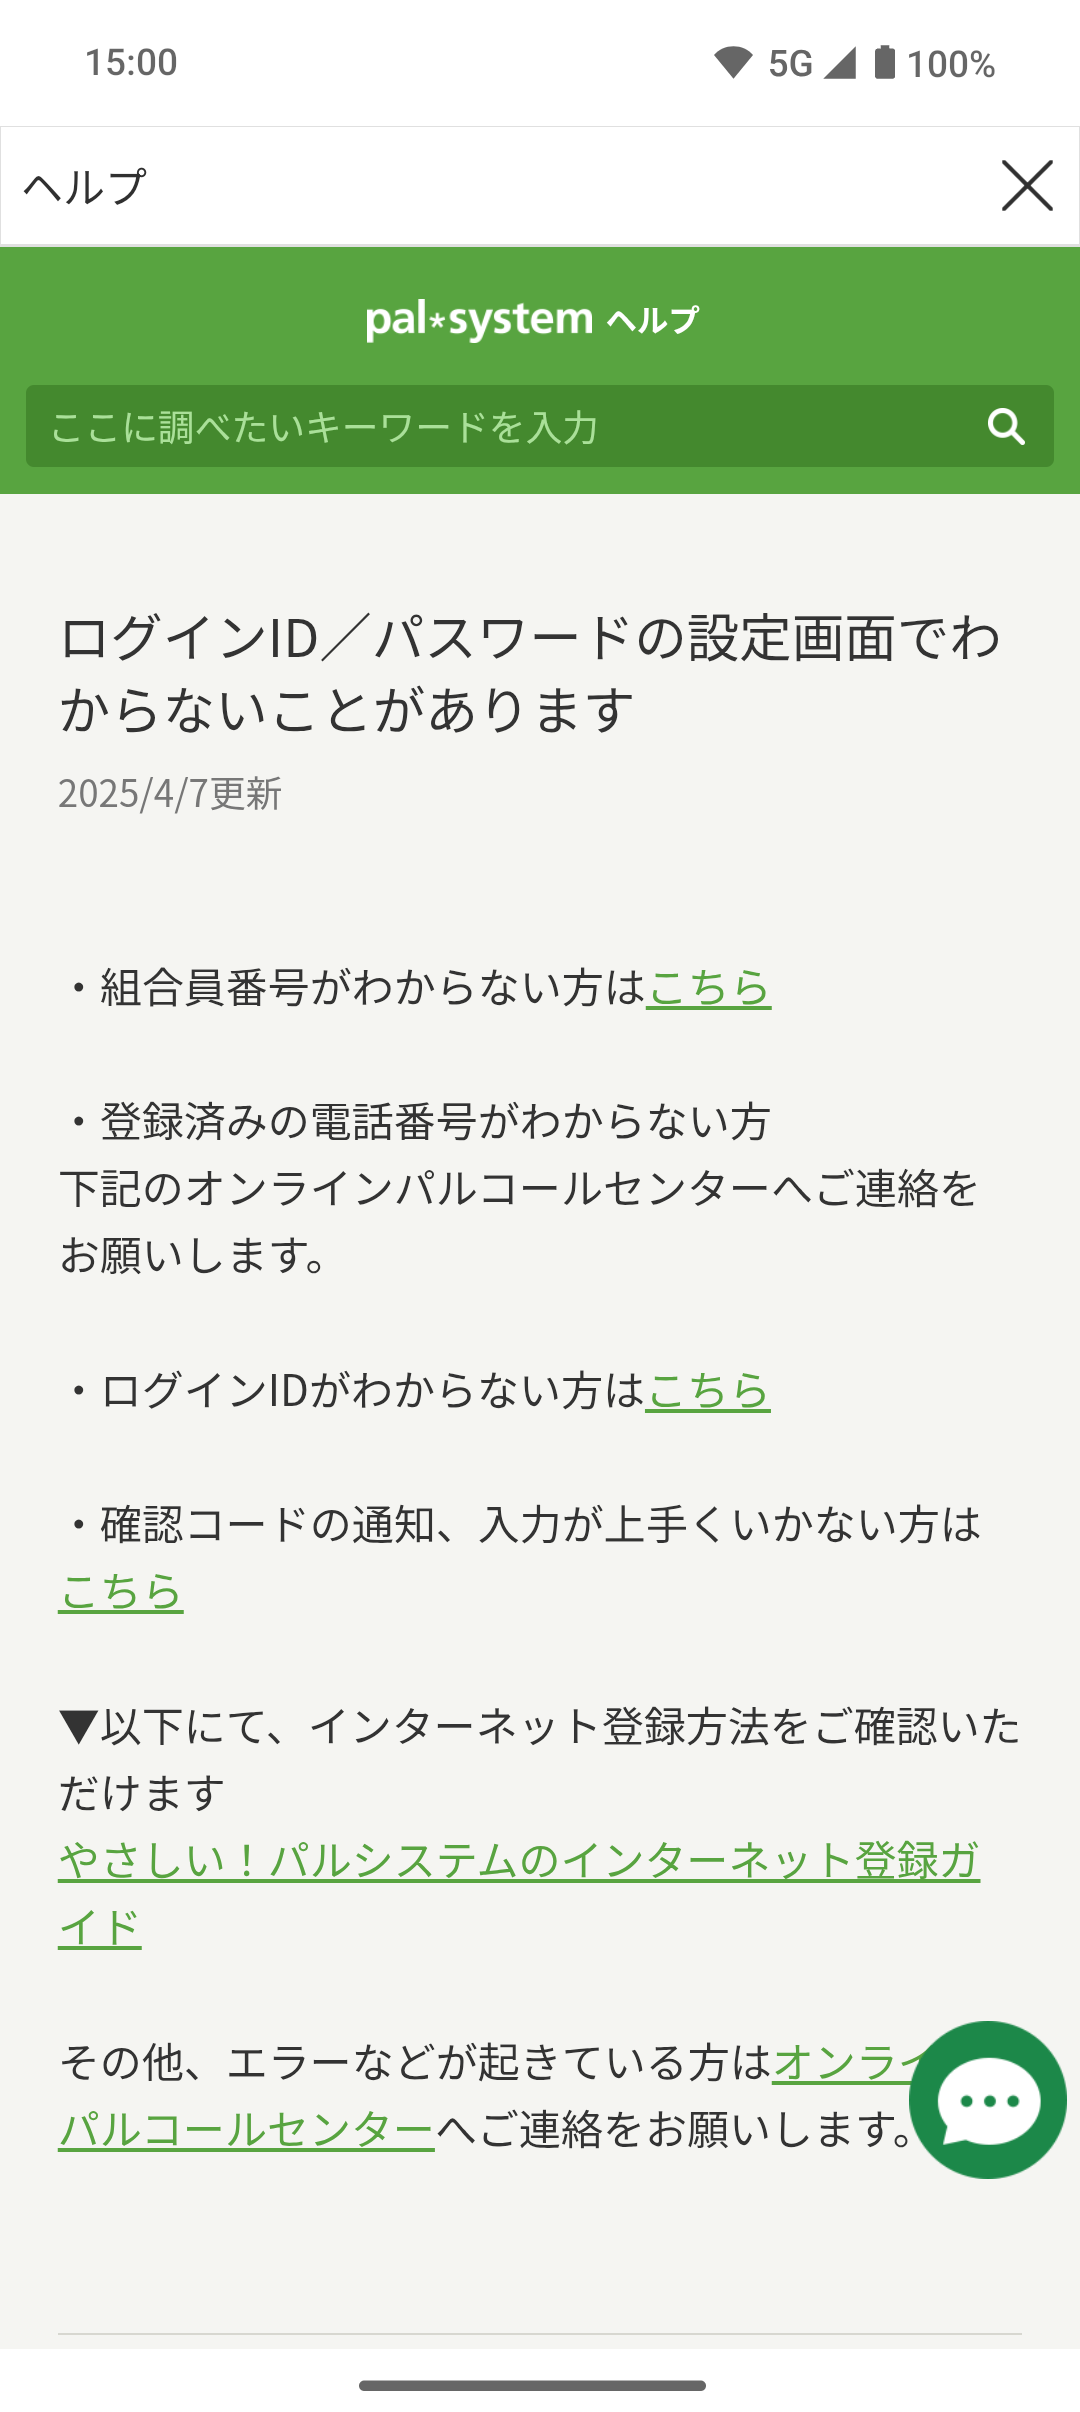 15:00
5G 100%
ヘルプ
pal*system ヘルプ
ここに調べたいキーワードを入力
ログインID／パスワードの設定画面でわ
からないことがあります
2025/4/7更新
・組合員番号がわからない方はこちら
・登録済みの電話番号がわからない方
下記のオンラインパルコールセンターへご連絡を
お願いします。
・ログインIDがわからない方はこちら
・確認コードの通知、入力が上手くいかない方は
こちら
▼以下にて、インターネット登録方法をご確認いた
だけます
やさしい！パルシステムのインターネット登録ガ
イド
その他、エラーなどが起きている方はオンライ
パルコールセンターへご連絡をお願いします。